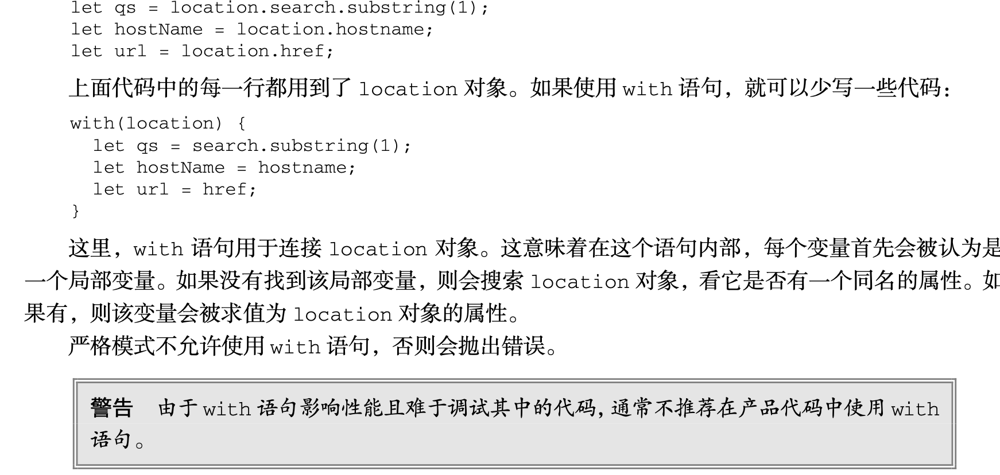 let qs = location.search.substring(1);
let hostName = location.hostname;
let url = location.href;
上面代码中的每一行都用到了 location 对象。如果使用 with 语句，就可以少写一些代码：
with(location) {
  let qs = search.substring(1);
  let hostName = hostname;
  let url = href;
}
这里，with 语句用于连接 location 对象。这意味着在这个语句内部，每个变量首先会被认为是
一个局部变量。如果没有找到该局部变量，则会搜索 location 对象，看它是否有一个同名的属性。如
果有，则该变量会被求值为 location 对象的属性。
严格模式不允许使用 with 语句，否则会抛出错误。
警告　由于 with 语句影响性能且难于调试其中的代码，通常不推荐在产品代码中使用 with
语句。